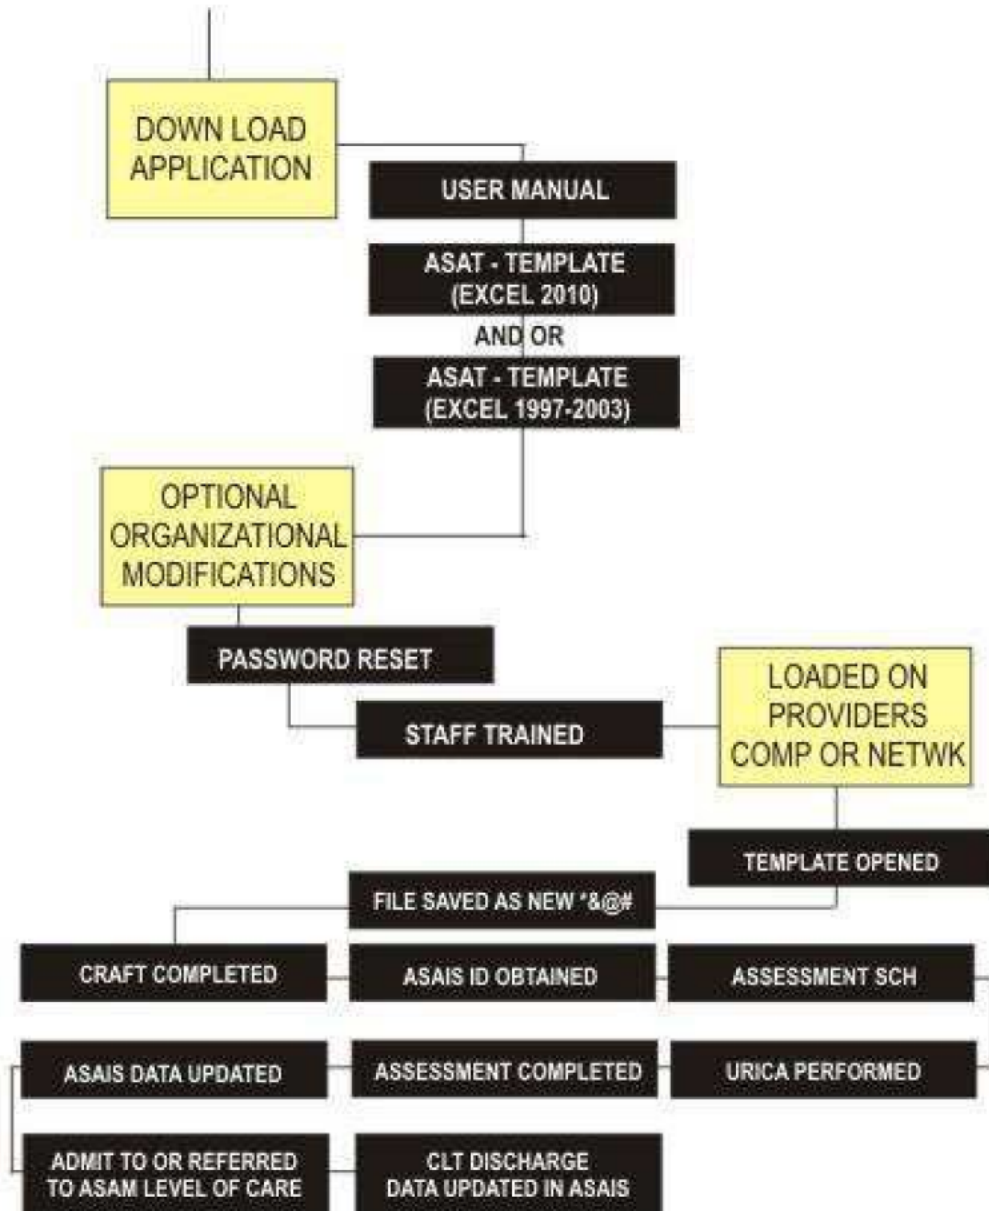 DOWN LOAD
APPLICATION
USER MANUAL
ASAT - TEMPLATE
(EXCEL 2010)
AND OR
ASAT - TEMPLATE
(EXCEL 1997-2003)
OPTIONAL
ORGANIZATIONAL
MODIFICATIONS
PASSWORD RESET
STAFF TRAINED
LOADED ON
PROVIDERS
COMP OR NETWK
TEMPLATE OPENED
FILE SAVED AS NEW *&@#
CRAFT COMPLETED
ASAIS ID OBTAINED
ASSESSMENT SCH
URICA PERFORMED
ASSESSMENT COMPLETED
ASAIS DATA UPDATED
ADMIT TO OR REFERRED
TO ASAM LEVEL OF CARE
CLT DISCHARGE
DATA UPDATED IN ASAIS